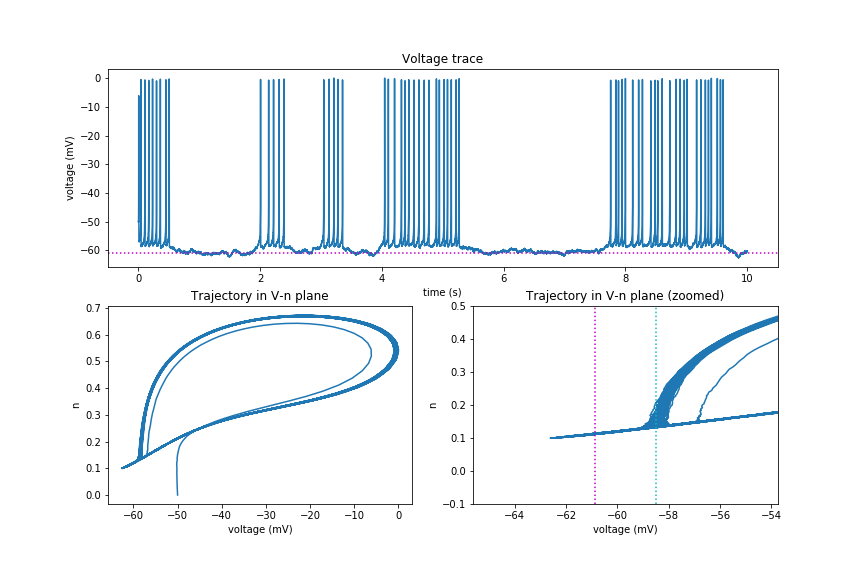 Voltage trace
voltage (mV)
0
−10
−20
−30
−40
−50
−60
0 2 4 6 8 10
time (s)
Trajectory in V-n plane
n
0.7
0.6
0.5
0.4
0.3
0.2
0.1
0.0
−60 −50 −40 −30 −20 −10 0
voltage (mV)
Trajectory in V-n plane (zoomed)
n
0.5
0.4
0.3
0.2
0.1
0.0
−0.1
−64 −62 −60 −58 −56 −54
voltage (mV)